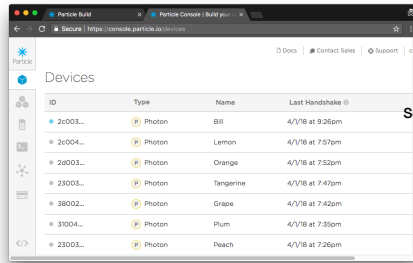 Particle Build
Particle Console | Build your c
Secure | https://console.particle.io/devices
Particle
Docs
Contact Sales
Support
Devices
ID Type Name Last Handshake
2c003... P Photon Bill 4/1/18 at 9:26pm
2c004... P Photon Lemon 4/1/18 at 7:57pm
2d003... P Photon Orange 4/1/18 at 7:52pm
23003... P Photon Tangerine 4/1/18 at 7:47pm
38002... P Photon Grape 4/1/18 at 7:42pm
31004... P Photon Plum 4/1/18 at 7:35pm
23003... P Photon Peach 4/1/18 at 7:26pm
S